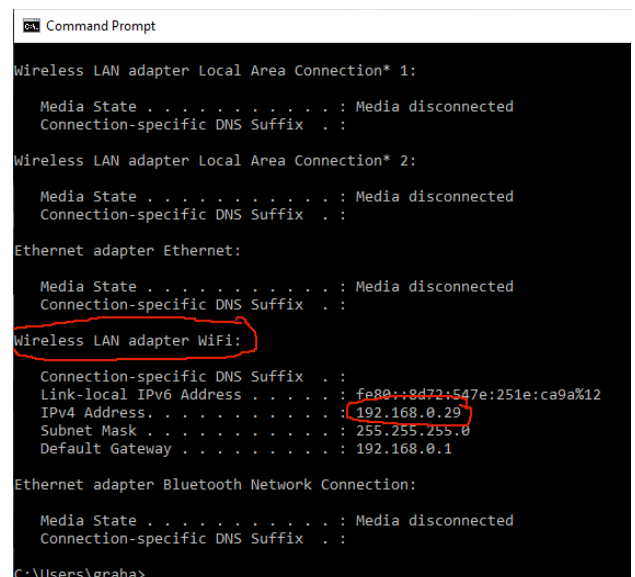 Command Prompt
Wireless LAN adapter Local Area Connection* 1:
Media State . . . . . . . . . . . : Media disconnected
Connection-specific DNS Suffix  . :
Wireless LAN adapter Local Area Connection* 2:
Media State . . . . . . . . . . . : Media disconnected
Connection-specific DNS Suffix  . :
Ethernet adapter Ethernet:
Media State . . . . . . . . . . . : Media disconnected
Connection-specific DNS Suffix  . :
Wireless LAN adapter WiFi:
Connection-specific DNS Suffix  . :
Link-local IPv6 Address . . . . . : fe80::8d72:547e:251e:ca9a%12
IPv4 Address. . . . . . . . . . . : 192.168.0.29
Subnet Mask . . . . . . . . . . . : 255.255.255.0
Default Gateway . . . . . . . . . : 192.168.0.1
Ethernet adapter Bluetooth Network Connection:
Media State . . . . . . . . . . . : Media disconnected
Connection-specific DNS Suffix  . :
C:\Users\graha>